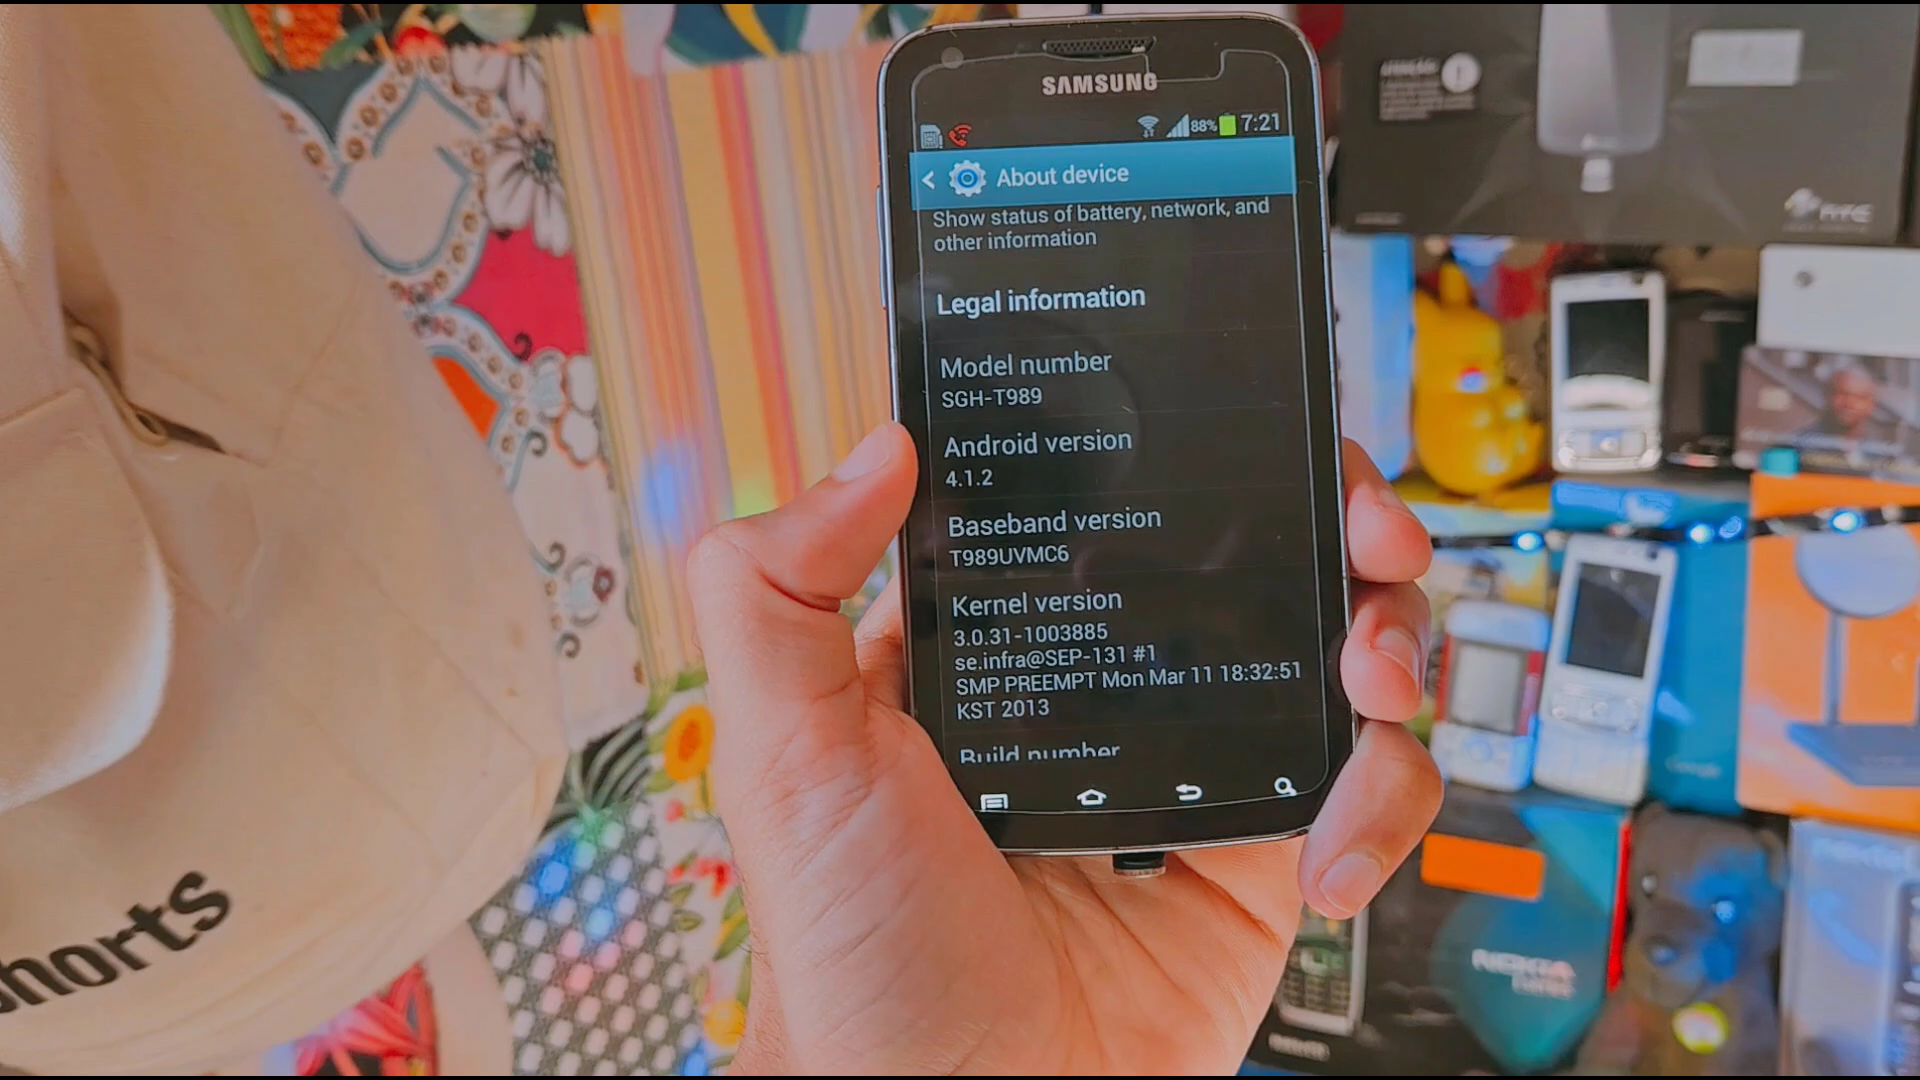 SAMSUNG
88% 7:21
About device
Show status of battery, network, and
other information
Legal information
Model number
SGH-T989
Android version
4.1.2
Baseband version
T989UVMC6
Kernel version
3.0.31-1003885
se.infra@SEP-131 #1
SMP PREEMPT Mon Mar 11 18:32:51
KST 2013
Build number
horts
ATENÇÃO:
NOKIA